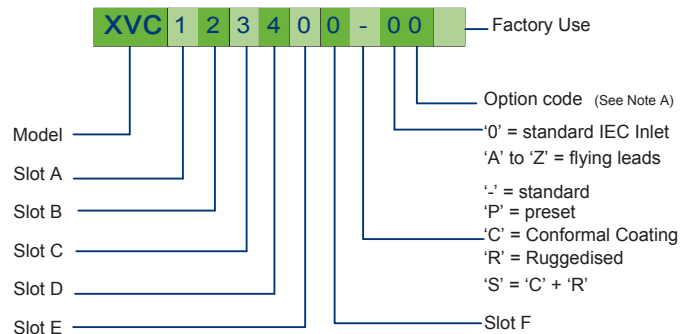 XVC 1 2 3 4 0 0 - 0 0
Factory Use
Option code (See Note A)
Model
‘0’ = standard IEC Inlet
‘A’ to ‘Z’ = flying leads
Slot A
‘-’ = standard
Slot B
‘P’ = preset
‘C’ = Conformal Coating
Slot C
‘R’ = Ruggedised
Slot D
‘S’ = ‘C’ + ‘R’
Slot E
Slot F